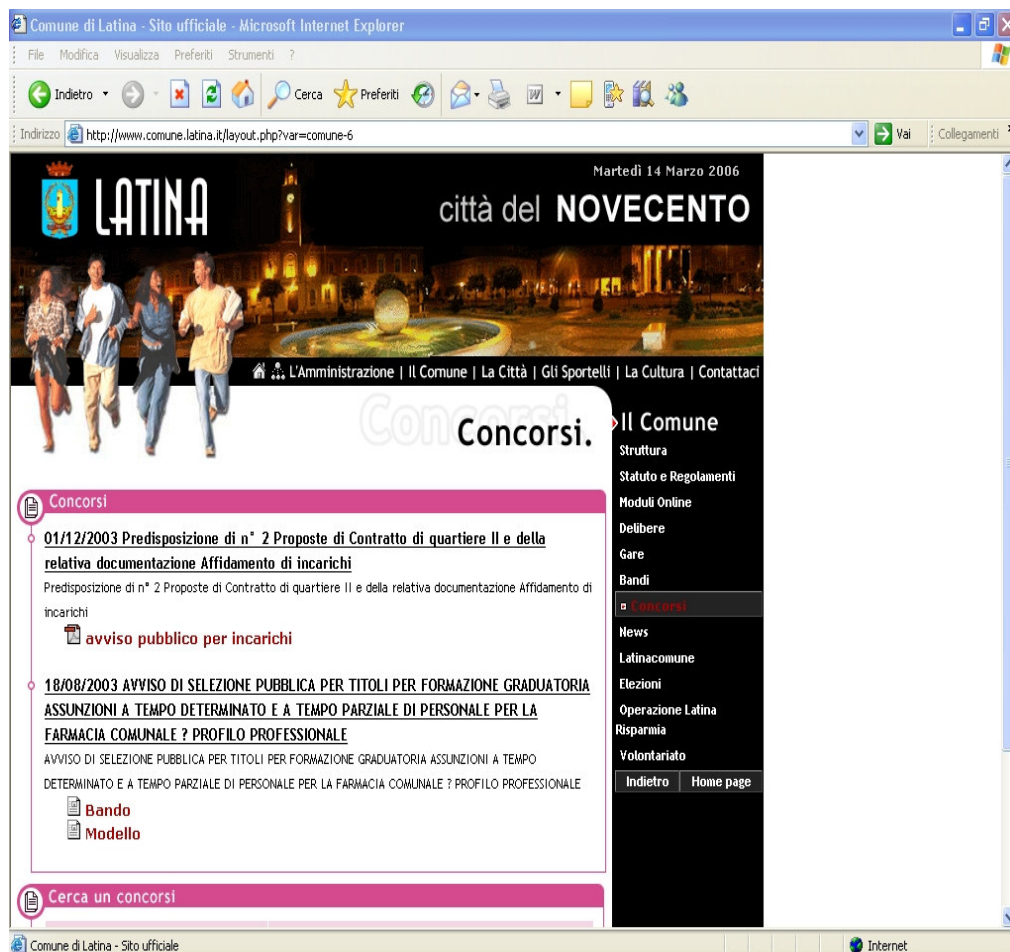 Comune di Latina - Sito ufficiale - Microsoft Internet Explorer
File Modifica Visualizza Preferiti Strumenti ?
Indietro Cerca Preferiti
Indirizzo http://www.comune.latina.it/layout.php?var=comune-6 Vai Collegamenti
Martedì 14 Marzo 2006
LATINA
città del NOVECENTO
L'Amministrazione | Il Comune | La Città | Gli Sportelli | La Cultura | Contattaci
Concorsi.
Concorsi.
Concorsi
01/12/2003 Predisposizione di n° 2 Proposte di Contratto di quartiere II e della
relativa documentazione Affidamento di incarichi
Predisposizione di n° 2 Proposte di Contratto di quartiere II e della relativa documentazione Affidamento di
incarichi
avviso pubblico per incarichi
18/08/2003 AVVISO DI SELEZIONE PUBBLICA PER TITOLI PER FORMAZIONE GRADUATORIA
ASSUNZIONI A TEMPO DETERMINATO E A TEMPO PARZIALE DI PERSONALE PER LA
FARMACIA COMUNALE ? PROFILO PROFESSIONALE
AVVISO DI SELEZIONE PUBBLICA PER TITOLI PER FORMAZIONE GRADUATORIA ASSUNZIONI A TEMPO
DETERMINATO E A TEMPO PARZIALE DI PERSONALE PER LA FARMACIA COMUNALE ? PROFILO PROFESSIONALE
Bando
Modello
Cerca un concorsi
Il Comune
Struttura
Statuto e Regolamenti
Moduli Online
Delibere
Gare
Bandi
Concorsi
News
Latinacomune
Elezioni
Operazione Latina
Risparmia
Volontariato
Indietro Home page
Comune di Latina - Sito ufficiale Internet